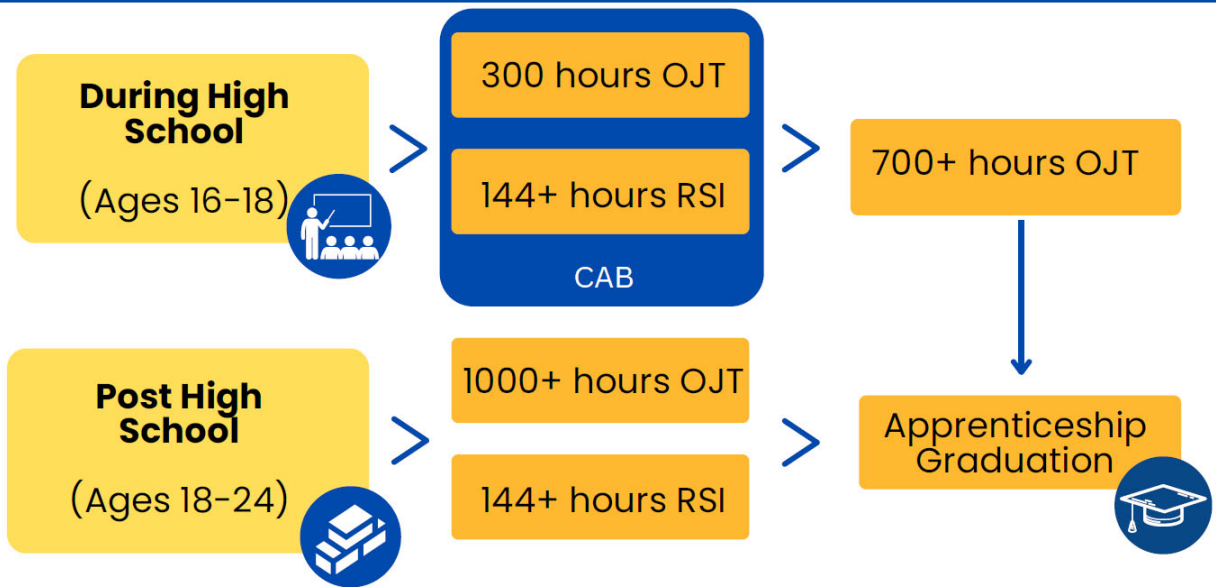 During High
School
(Ages 16-18)
300 hours OJT
144+ hours RSI
CAB
700+ hours OJT
Post High
School
(Ages 18-24)
1000+ hours OJT
144+ hours RSI
Apprenticeship
Graduation